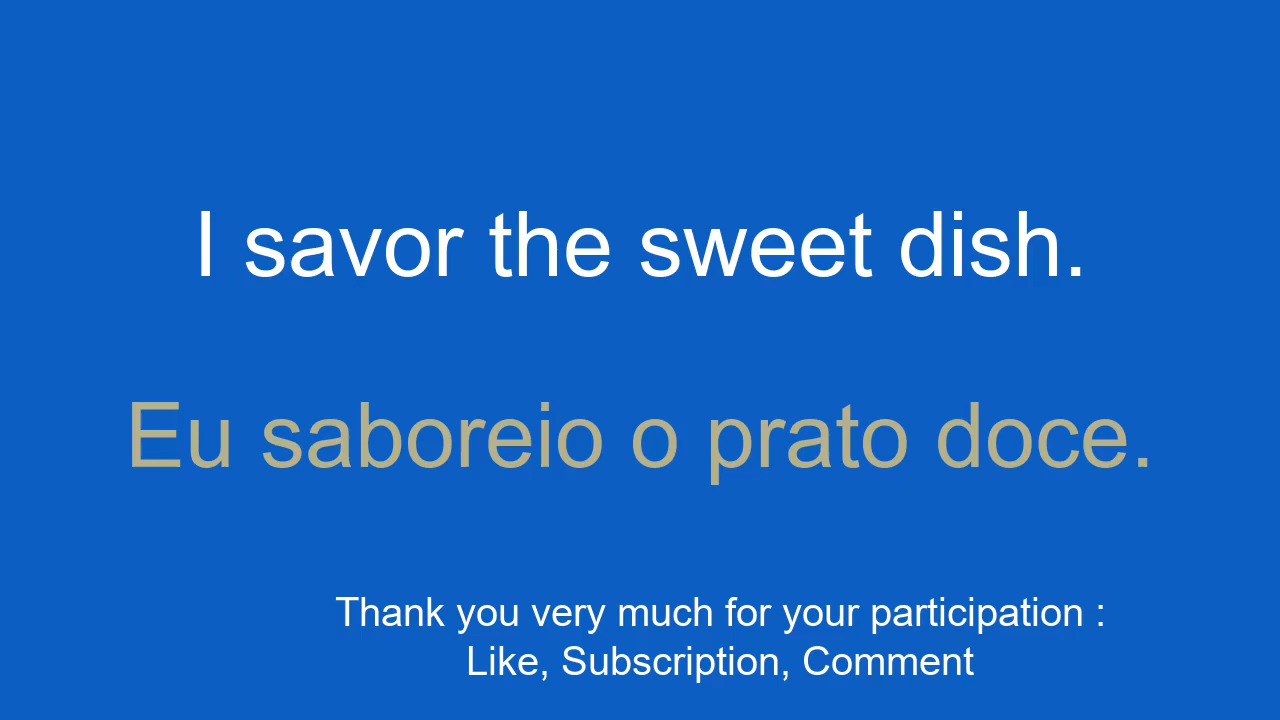 I savor the sweet dish.
Eu saboreio o prato doce.
Thank you very much for your participation :
Like, Subscription, Comment